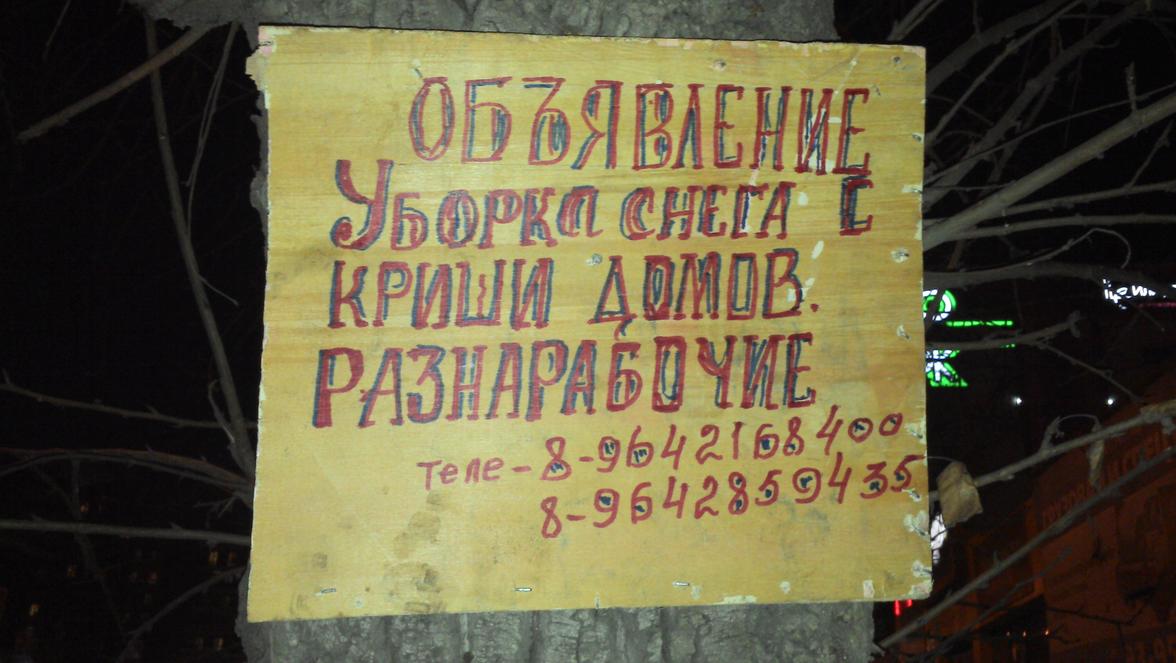 ОБЪЯВЛЕНИЕ
УБОРКА СНЕГА С
КРИШИ ДОМОВ.
РАЗНАРАБОЧИЕ
теле-8-9642168400
8-9642859435